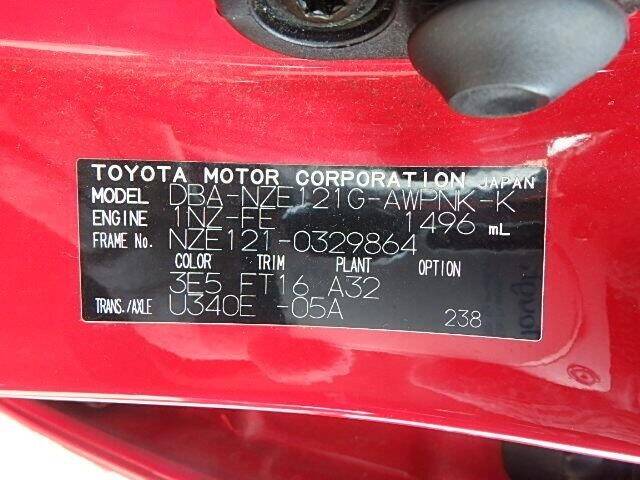 TOYOTA MOTOR CORPORATION JAPAN
MODEL DBA-NZE121G-AWPNK-K
ENGINE 1NZ-FE 1496 mL
FRAME No. NZE121-0329864
COLOR TRIM PLANT OPTION
3E5 FT16 A32
TRANS./AXLE U340E -05A 238